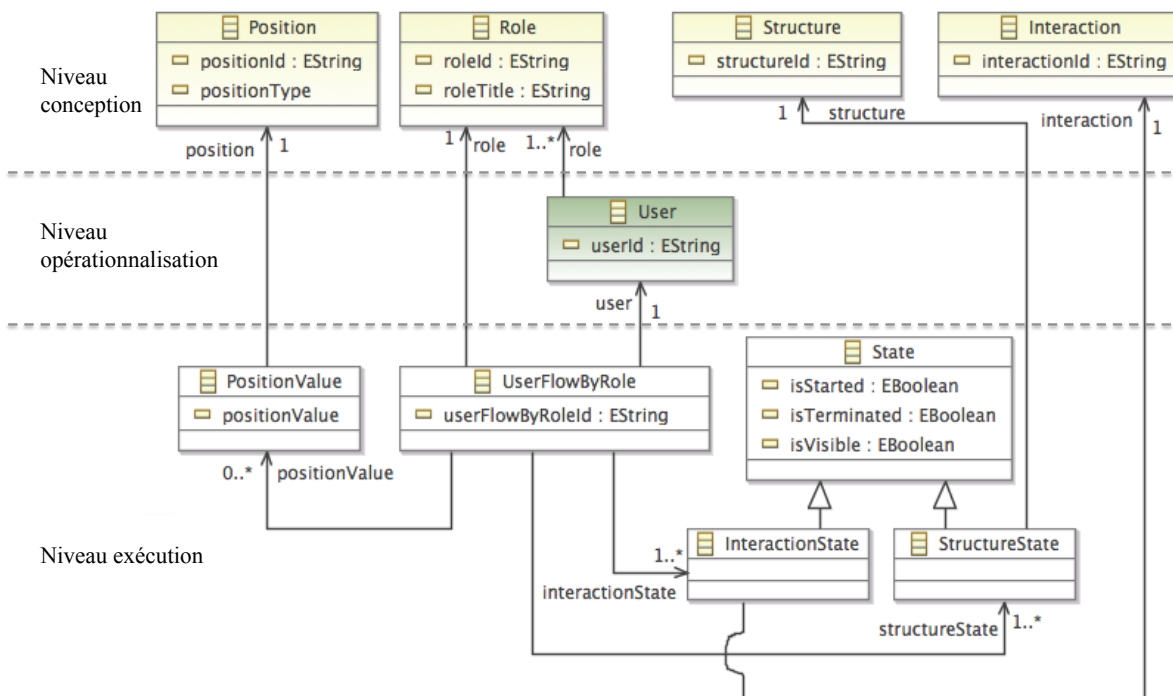 Niveau
conception
Position
positionId : EString
positionType
Role
roleId : EString
roleTitle : EString
Structure
structureId : EString
Interaction
interactionId : EString
position
1
1
role
1..*
role
1
structure
interaction
1
Niveau
opérationnalisation
User
userId : EString
user
1
Niveau exécution
PositionValue
positionValue
UserFlowByRole
userFlowByRoleId : EString
State
isStarted : EBoolean
isTerminated : EBoolean
isVisible : EBoolean
0..*
positionValue
InteractionState
StructureState
1..*
interactionState
structureState
1..*